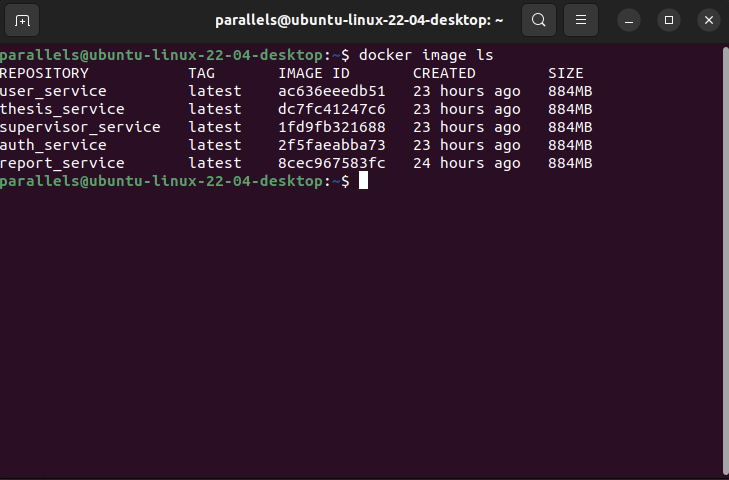 parallels@ubuntu-linux-22-04-desktop: ~
parallels@ubuntu-linux-22-04-desktop:~$ docker image ls
REPOSITORY TAG IMAGE ID CREATED SIZE
user_service latest ac636eeedb51 23 hours ago 884MB
thesis_service latest dc7fc41247c6 23 hours ago 884MB
supervisor_service latest 1fd9fb321688 23 hours ago 884MB
auth_service latest 2f5faeabba73 23 hours ago 884MB
report_service latest 8cec967583fc 24 hours ago 884MB
parallels@ubuntu-linux-22-04-desktop:~$